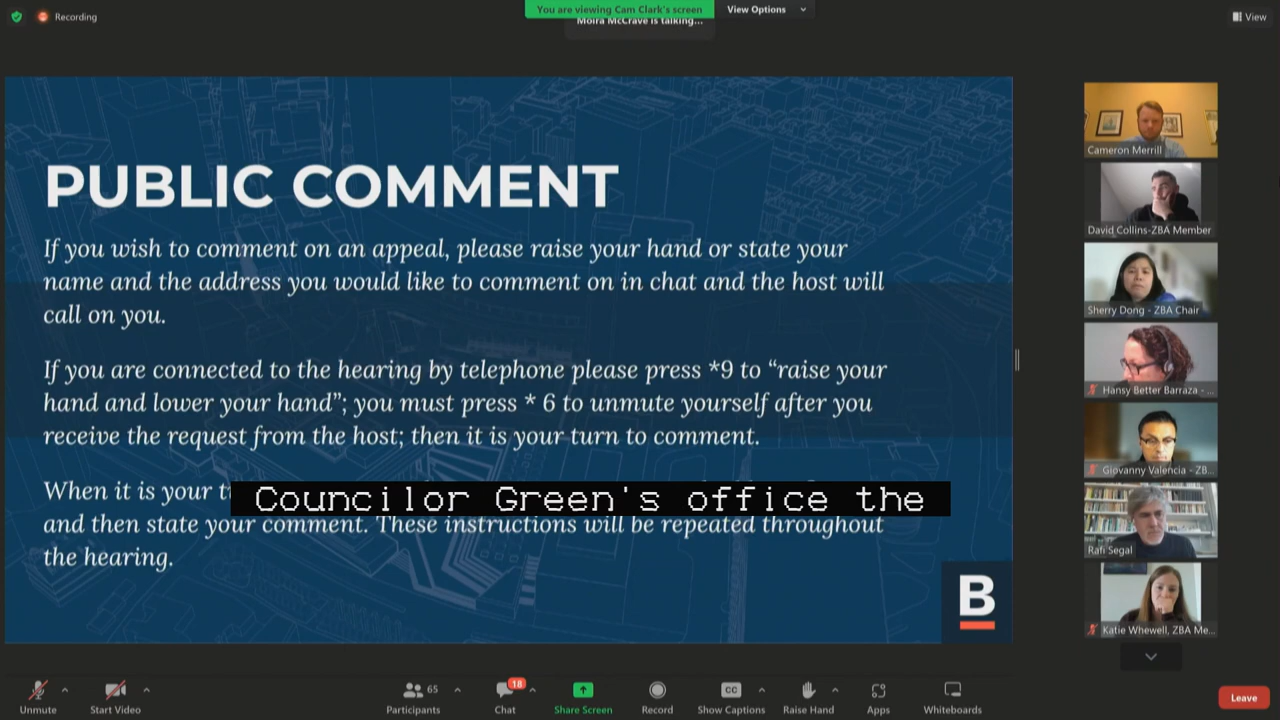 Recording
You are viewing Cam Clark's screen
View Options
Moira McCrave is talking...
View
PUBLIC COMMENT
If you wish to comment on an appeal, please raise your hand or state your
name and the address you would like to comment on in chat and the host will
call on you.
If you are connected to the hearing by telephone please press *9 to “raise your
hand and lower your hand”; you must press * 6 to unmute yourself after you
receive the request from the host; then it is your turn to comment.
When it is your
Councilor Green's office the
and then state your comment. These instructions will be repeated throughout
the hearing.
B
Cameron Merrill
David Collins-ZBA Member
Sherry Dong - ZBA Chair
Hansy Better Barraza - ...
Giovanny Valencia - ZB...
Rafi Segal
Katie Whewell, ZBA Me...
Unmute
Start Video
65
Participants
18
Chat
Share Screen
Record
CC
Show Captions
Raise Hand
Apps
Whiteboards
Leave